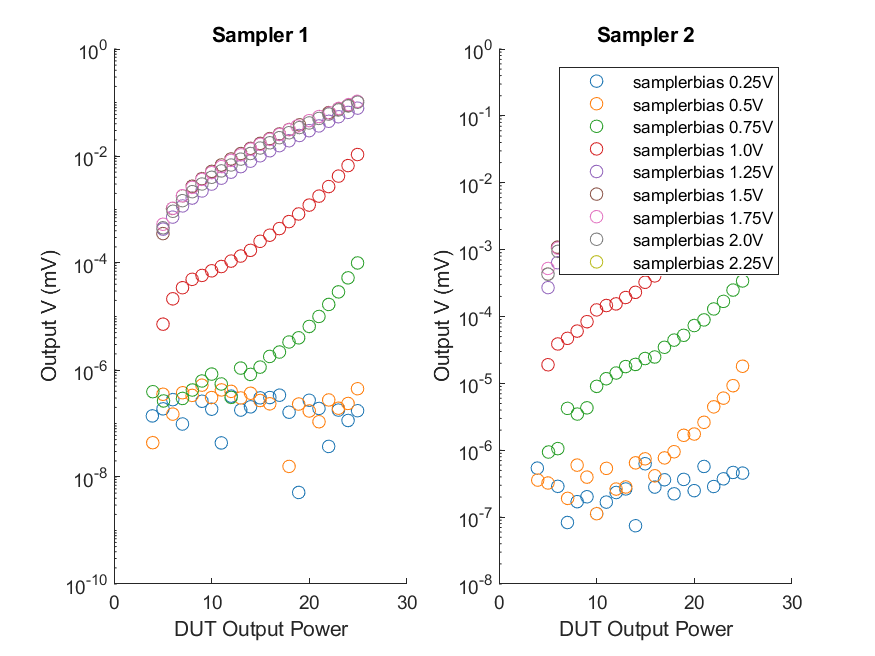 Sampler 1
10^0
10^-2
10^-4
10^-6
10^-8
10^-10
Output V (mV)
0 10 20 30
DUT Output Power
Sampler 2
10^0
10^-1
10^-2
10^-3
10^-4
10^-5
10^-6
10^-7
10^-8
Output V (mV)
0 10 20 30
DUT Output Power
samplerbias 0.25V
samplerbias 0.5V
samplerbias 0.75V
samplerbias 1.0V
samplerbias 1.25V
samplerbias 1.5V
samplerbias 1.75V
samplerbias 2.0V
samplerbias 2.25V